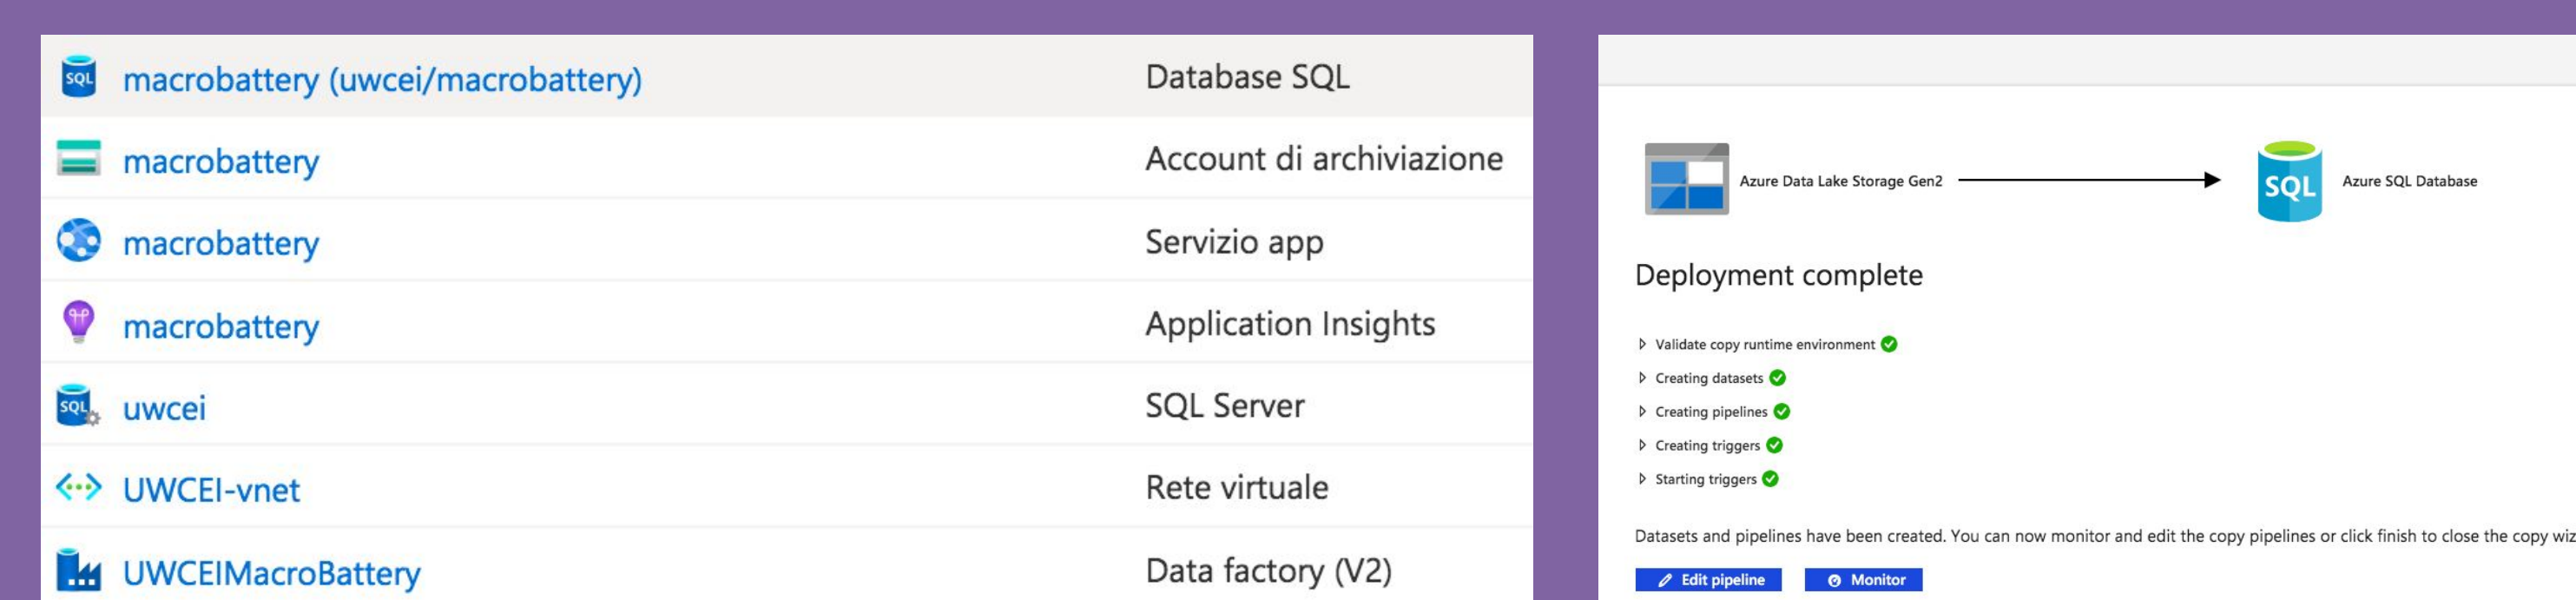 SQL macrobattery (uwcei/macrobattery) Database SQL
macrobattery Account di archiviazione
macrobattery Servizio app
macrobattery Application Insights
SQL uwcei SQL Server
UWCEI-vnet Rete virtuale
UWCEIMacroBattery Data factory (V2)
Azure Data Lake Storage Gen2 SQL Azure SQL Database
Deployment complete
Validate copy runtime environment
Creating datasets
Creating pipelines
Creating triggers
Starting triggers
Datasets and pipelines have been created. You can now monitor and edit the copy pipelines or click finish to close the copy wiz
Edit pipeline Monitor